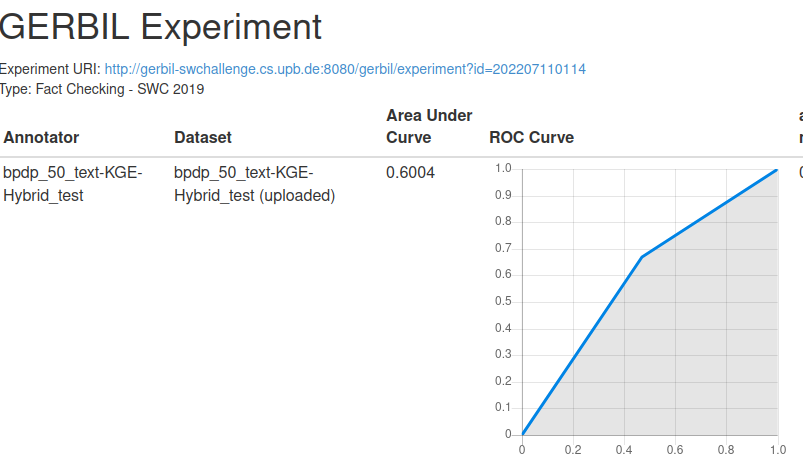 GERBIL Experiment
Experiment URI: http://gerbil-swchallenge.cs.upb.de:8080/gerbil/experiment?id=202207110114
Type: Fact Checking - SWC 2019
Annotator Dataset Area Under Curve ROC Curve
bpdp_50_text-KGE-
Hybrid_test
bpdp_50_text-KGE-
Hybrid_test (uploaded)
0.6004
1.0
0.9
0.8
0.7
0.6
0.5
0.4
0.3
0.2
0.1
0
0 0.2 0.4 0.6 0.8 1.0